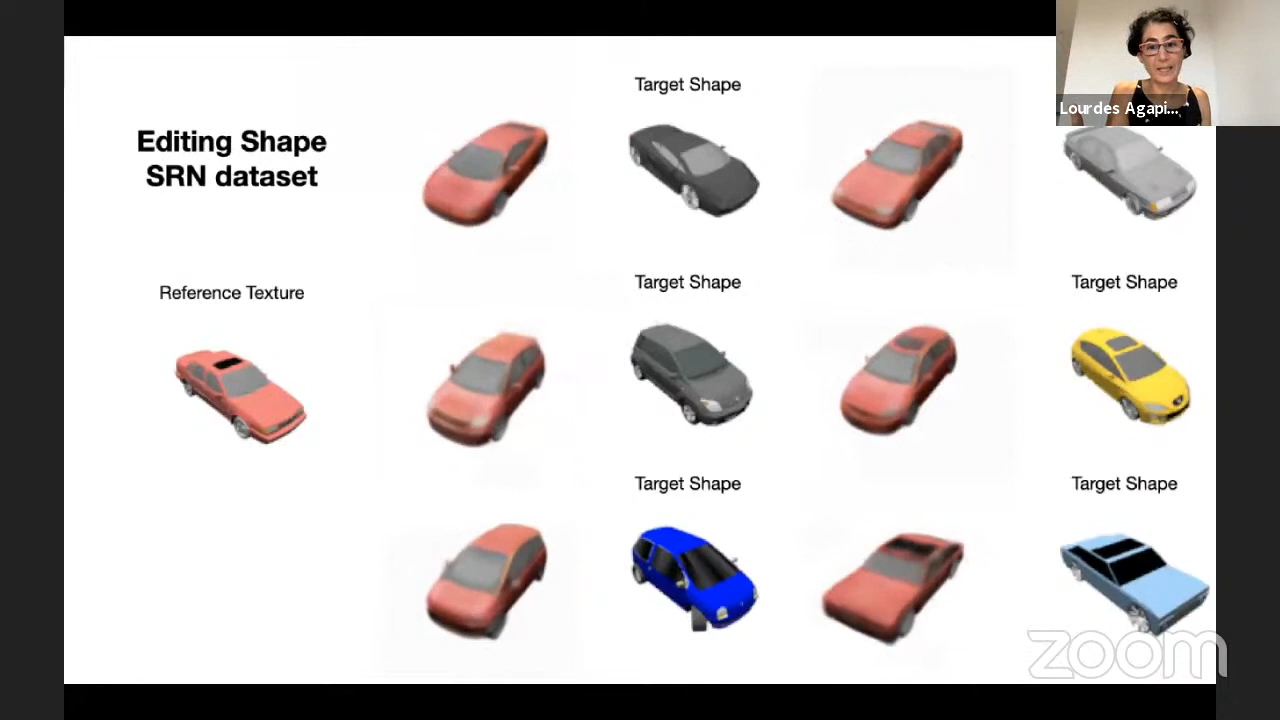 Lourdes Agapi...
Target Shape
Editing Shape
SRN dataset
Target Shape
Target Shape
Reference Texture
Target Shape
Target Shape
zoom